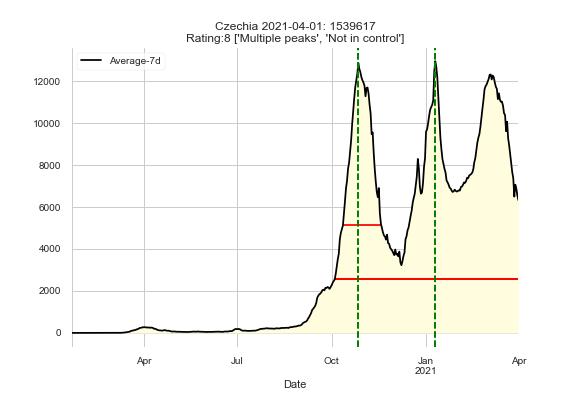 Czechia 2021-04-01: 1539617
Rating:8 ['Multiple peaks', 'Not in control']
Average-7d
12000
10000
8000
6000
4000
2000
0
Apr
Jul
Oct
Jan
2021
Apr
Date